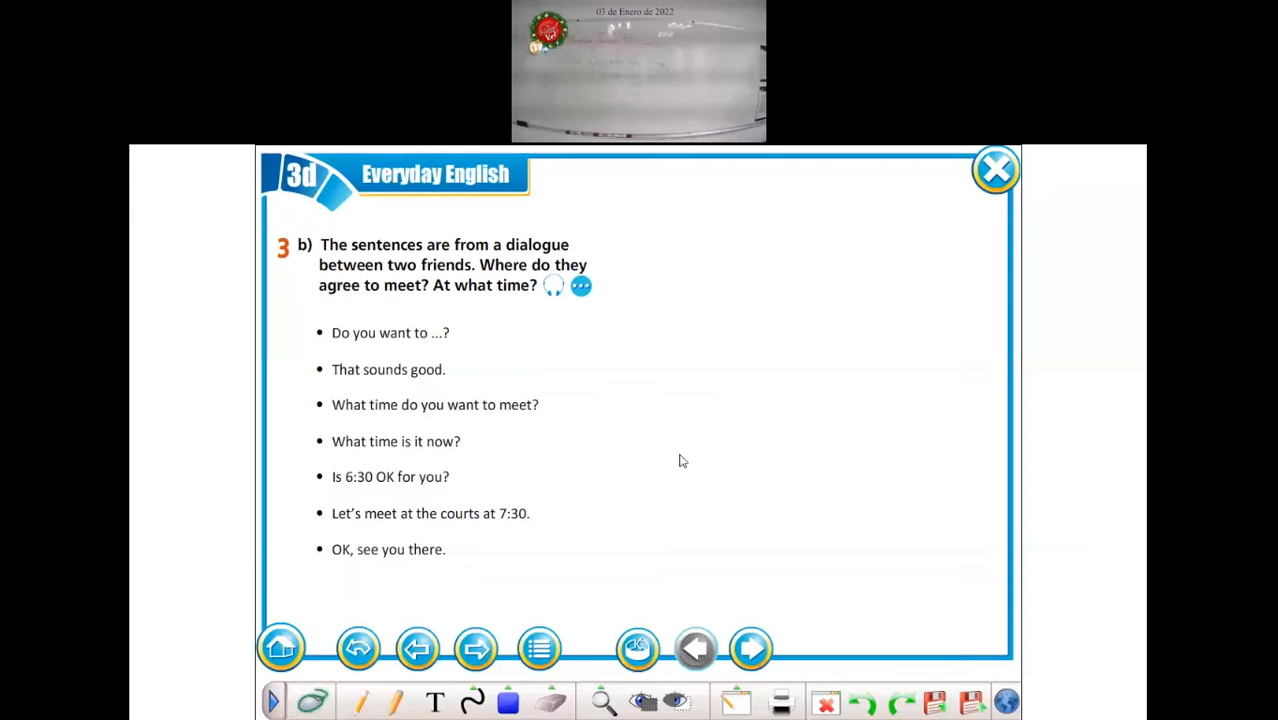 03 de Enero de 2022
3d Everyday English
3 b) The sentences are from a dialogue
between two friends. Where do they
agree to meet? At what time?
• Do you want to ...?
• That sounds good.
• What time do you want to meet?
• What time is it now?
• Is 6:30 OK for you?
• Let's meet at the courts at 7:30.
• OK, see you there.
T